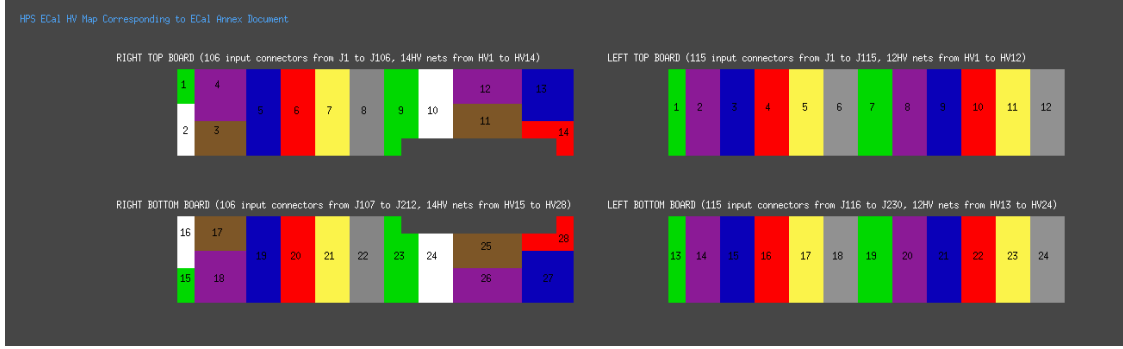 HPS ECal HV Map Corresponding to ECal Annex Document
RIGHT TOP BOARD (106 input connectors from J1 to J106, 14HV nets from HV1 to HV14)
1 4 5 6 7 8 9 10 12 13
2 3 11 14
LEFT TOP BOARD (115 input connectors from J1 to J115, 12HV nets from HV1 to HV12)
1 2 3 4 5 6 7 8 9 10 11 12
RIGHT BOTTOM BOARD (106 input connectors from J107 to J212, 14HV nets from HV15 to HV28)
16 17 19 20 21 22 23 24 25 28
15 18 26 27
LEFT BOTTOM BOARD (115 input connectors from J116 to J230, 12HV nets from HV13 to HV24)
13 14 15 16 17 18 19 20 21 22 23 24